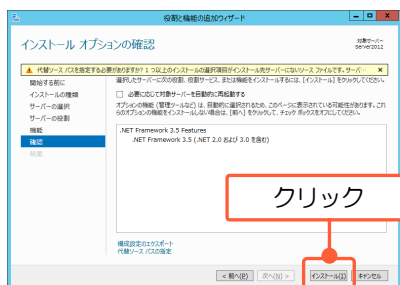 役割と機能の追加ウィザード
インストール オプションの確認
対象サーバー
Server2012
代替ソース パスを指定する必要がありますか? 1 つ以上のインストールの選択項目がインストール先サーバーにないソース ファイルです。サーバ… ×
開始する前に
インストールの種類
サーバーの選択
サーバーの役割
機能
確認
結果
選択したサーバーに次の役割、役割サービス、または機能をインストールするには、[インストール] をクリックしてください。
必要に応じて対象サーバーを自動的に再起動する
オプションの機能 (管理ツールなど) は、自動的に選択されるため、このページに表示されている可能性があります。これ
らのオプションの機能をインストールしない場合は、[前へ] をクリックして、チェック ボックスをオフにしてください。
.NET Framework 3.5 Features
.NET Framework 3.5 (.NET 2.0 および 3.0 を含む)
クリック
構成設定のエクスポート
代替ソース パスの指定
< 前へ(P)
次へ(N) >
インストール(I)
キャンセル